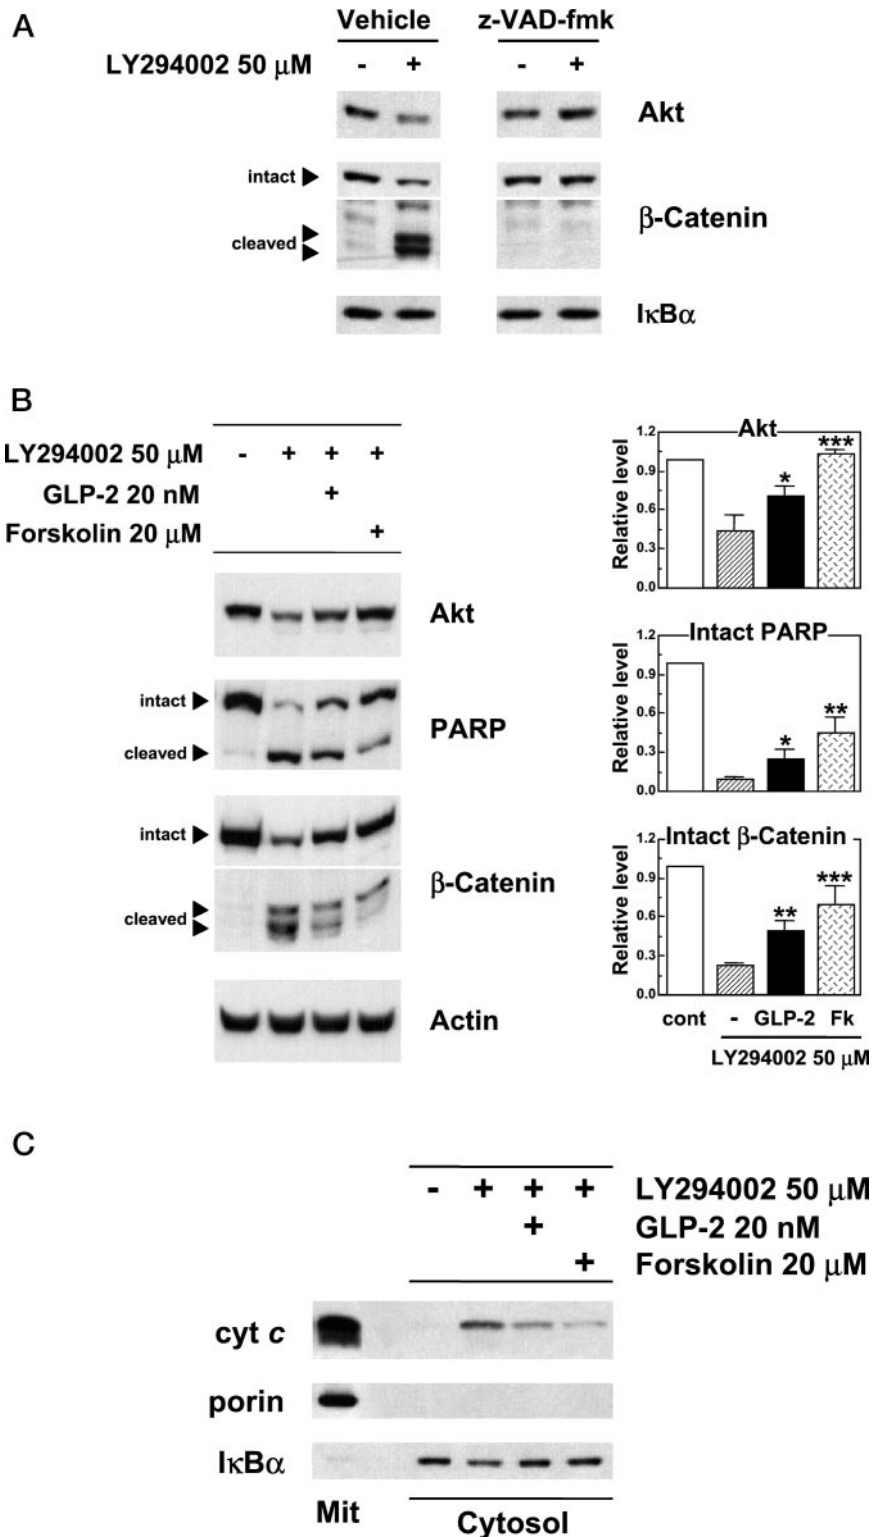 A
Vehicle z-VAD-fmk
LY294002 50 μM - + - +
Akt
intact
β-Catenin
cleaved
IκBα
B
LY294002 50 μM - + + +
GLP-2 20 nM +
Forskolin 20 μM +
Akt
intact
PARP
cleaved
intact
β-Catenin
cleaved
Actin
Akt
Relative level
1.2
0.9
0.6
0.3
0.0
* ***
Intact PARP
Relative level
1.2
0.9
0.6
0.3
0.0
* **
Intact β-Catenin
Relative level
1.2
0.9
0.6
0.3
0.0
** ***
cont - GLP-2 Fk
LY294002 50 μM
C
- + + + LY294002 50 μM
+ GLP-2 20 nM
+ Forskolin 20 μM
cyt c
porin
IκBα
Mit Cytosol